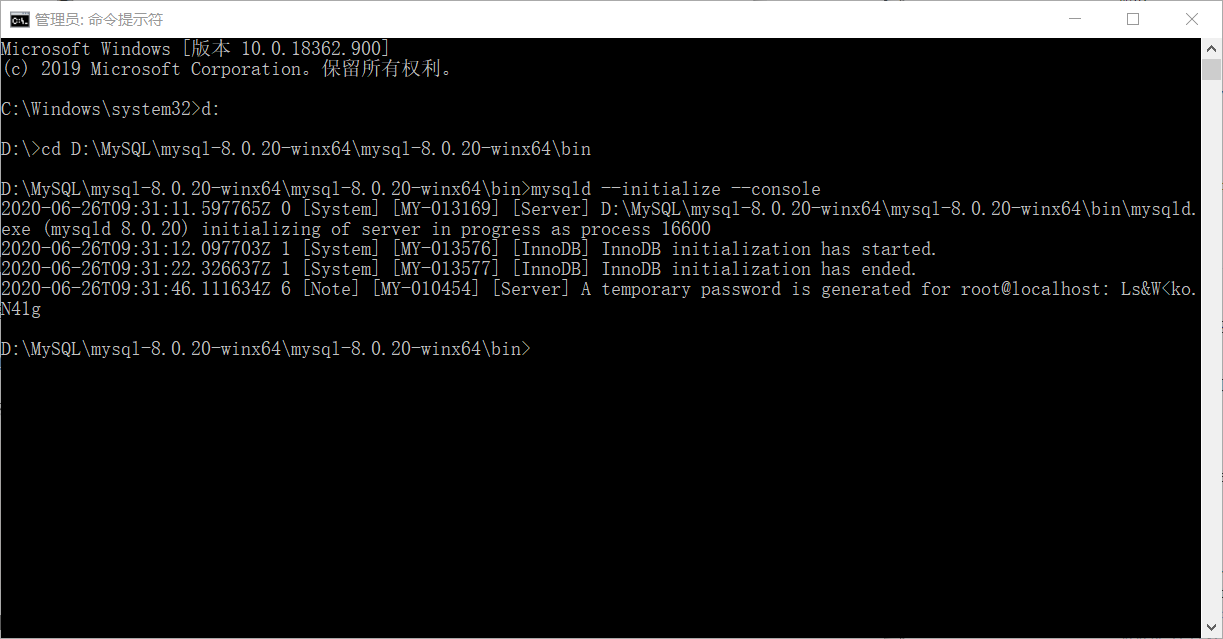 管理员: 命令提示符
Microsoft Windows [版本 10.0.18362.900]
(c) 2019 Microsoft Corporation。保留所有权利。
C:\Windows\system32>d:
D:\>cd D:\MySQL\mysql-8.0.20-winx64\mysql-8.0.20-winx64\bin
D:\MySQL\mysql-8.0.20-winx64\mysql-8.0.20-winx64\bin>mysqld --initialize --console
2020-06-26T09:31:11.597765Z 0 [System] [MY-013169] [Server] D:\MySQL\mysql-8.0.20-winx64\mysql-8.0.20-winx64\bin\mysqld.
exe (mysqld 8.0.20) initializing of server in progress as process 16600
2020-06-26T09:31:12.097703Z 1 [System] [MY-013576] [InnoDB] InnoDB initialization has started.
2020-06-26T09:31:22.326637Z 1 [System] [MY-013577] [InnoDB] InnoDB initialization has ended.
2020-06-26T09:31:46.111634Z 6 [Note] [MY-010454] [Server] A temporary password is generated for root@localhost: Ls&W<ko.
N41g
D:\MySQL\mysql-8.0.20-winx64\mysql-8.0.20-winx64\bin>